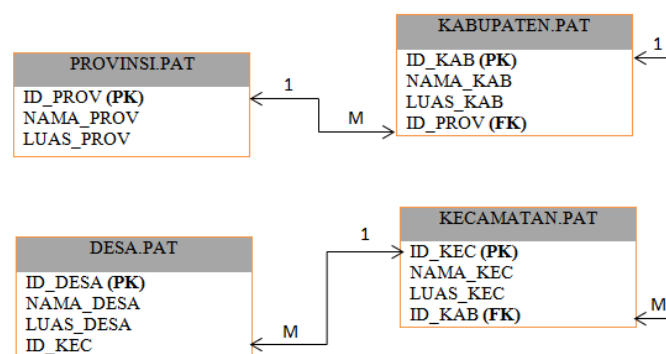 PROVINSI.PAT
ID_PROV (PK)
NAMA_PROV
LUAS_PROV
1
M
KABUPATEN.PAT
ID_KAB (PK)
NAMA_KAB
LUAS_KAB
ID_PROV (FK)
1
DESA.PAT
ID_DESA (PK)
NAMA_DESA
LUAS_DESA
ID_KEC
1
M
KECAMATAN.PAT
ID_KEC (PK)
NAMA_KEC
LUAS_KEC
ID_KAB (FK)
M